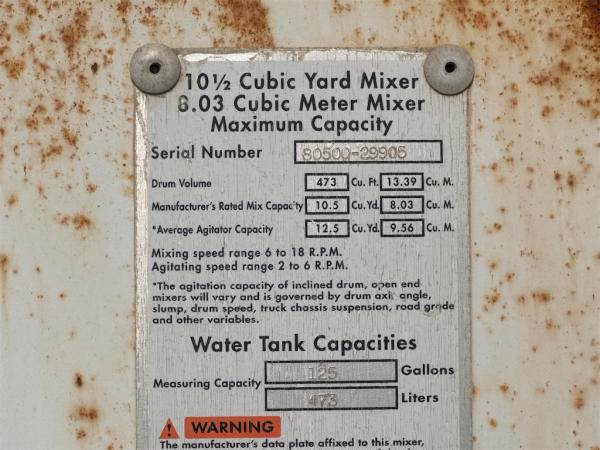 10½ Cubic Yard Mixer
8.03 Cubic Meter Mixer
Maximum Capacity
Serial Number 80500-29905
Drum Volume 473 Cu. Ft. 13.39 Cu. M.
Manufacturer's Rated Mix Capacity 10.5 Cu. Yd. 8.03 Cu. M.
*Average Agitator Capacity 12.5 Cu. Yd. 9.56 Cu. M.
Mixing speed range 6 to 18 R.P.M.
Agitating speed range 2 to 6 R.P.M.
*The agitation capacity of inclined drum, open end
mixers will vary and is governed by drum axis angle,
slump, drum speed, truck chassis suspension, road grade
and other variables.
Water Tank Capacities
Measuring Capacity 125 Gallons
473 Liters
WARNING
The manufacturer's data plate affixed to this mixer,